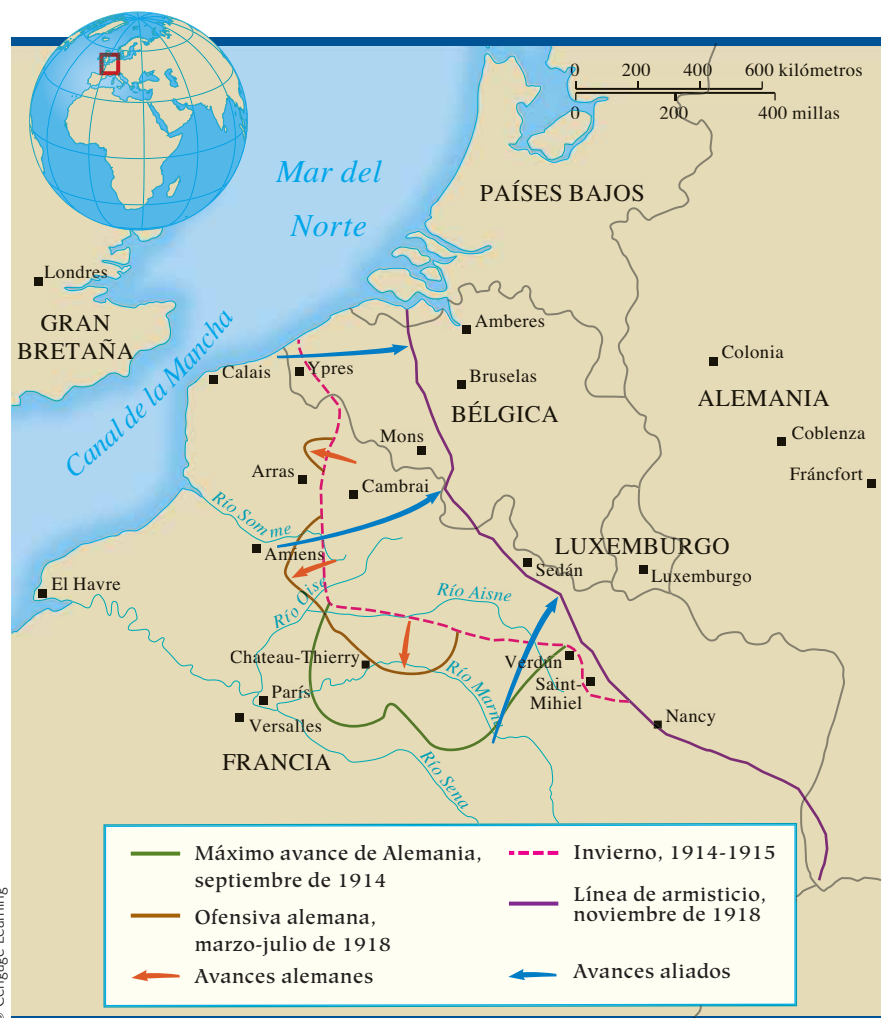 0 200 400 600 kilómetros
0 200 400 millas
Mar del
Norte
PAÍSES BAJOS
Londres
GRAN
BRETAÑA
Canal de la Mancha
Amberes
Calais
Ypres
Bruselas
Colonia
BÉLGICA
ALEMANIA
Mons
Coblenza
Arras
Cambrai
Fráncfort
Río Somme
Amiens
LUXEMBURGO
Sedán
Luxemburgo
El Havre
Río Oise
Río Aisne
Chateau-Thierry
Verdún
Río Marne
Saint-
Mihiel
París
Versalles
Nancy
FRANCIA
Río Sena
Máximo avance de Alemania,
septiembre de 1914
Ofensiva alemana,
marzo-julio de 1918
Avances alemanes
Invierno, 1914-1915
Línea de armisticio,
noviembre de 1918
Avances aliados
© Cengage Learning